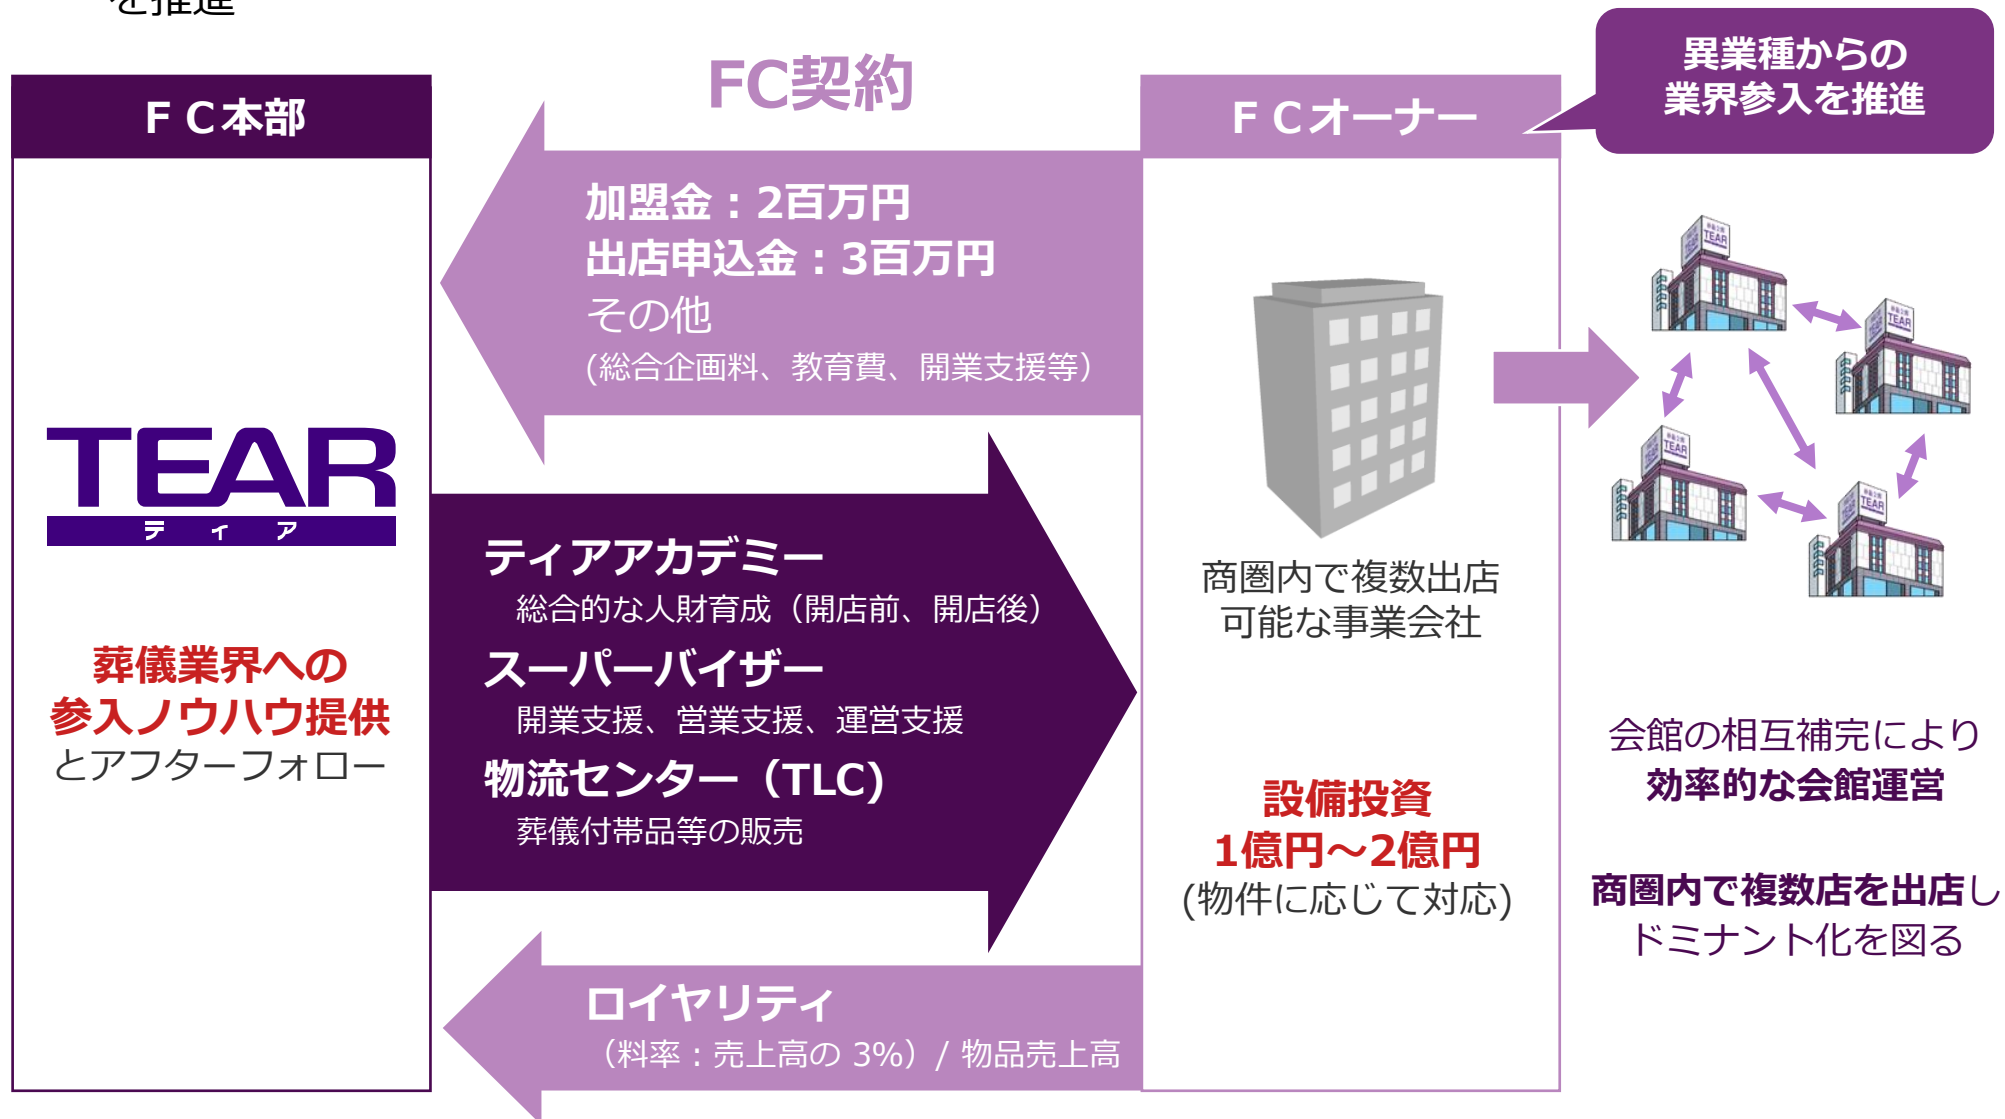 を推進
FC契約
異業種からの
業界参入を推進
ＦＣ本部
ＦＣオーナー
加盟金：2百万円
出店申込金：3百万円
その他
(総合企画料、教育費、開業支援等）
TEAR
ティア
葬儀業界への
参入ノウハウ提供
とアフターフォロー
ティアアカデミー
総合的な人財育成（開店前、開店後）
スーパーバイザー
開業支援、営業支援、運営支援
物流センター（TLC）
葬儀付帯品等の販売
ロイヤリティ
（料率：売上高の 3%）/ 物品売上高
商圏内で複数出店
可能な事業会社
設備投資
1億円～2億円
(物件に応じて対応)
TEAR
TEAR
TEAR
TEAR
会館の相互補完により
効率的な会館運営
商圏内で複数店を出店し
ドミナント化を図る